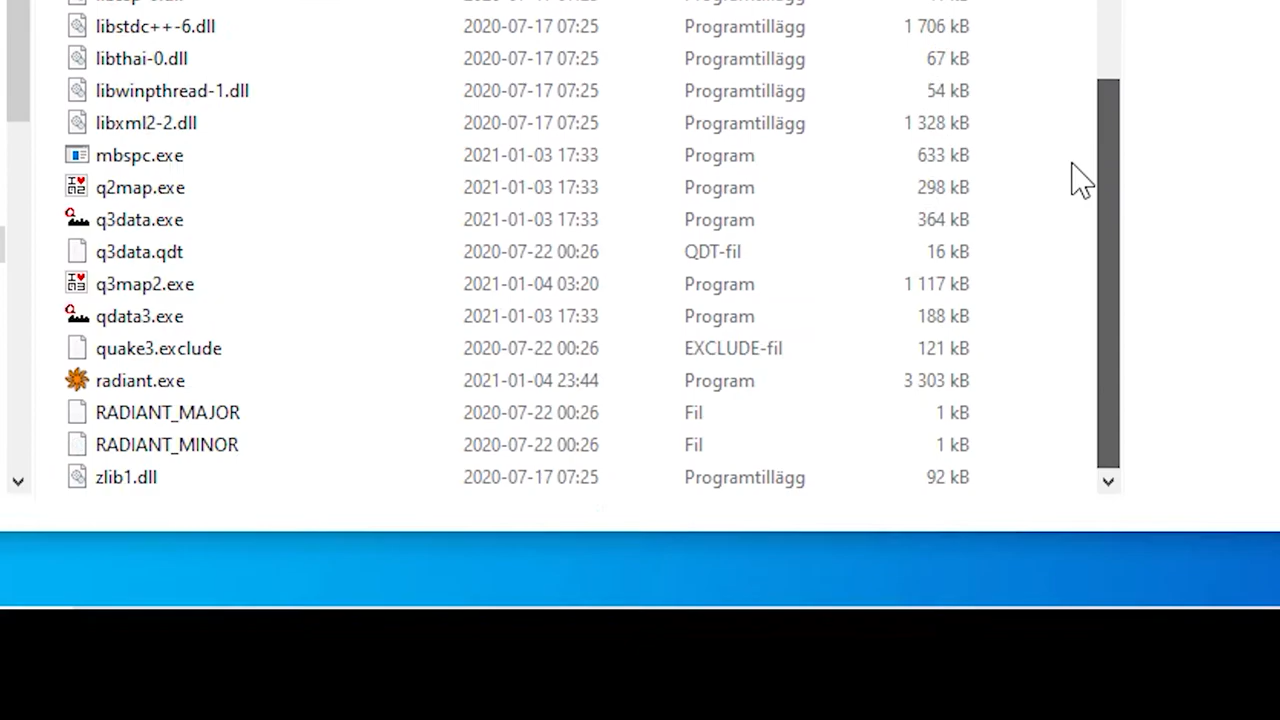 libstdc++-6.dll 2020-07-17 07:25 Programtillägg 1 706 kB
libthai-0.dll 2020-07-17 07:25 Programtillägg 67 kB
libwinpthread-1.dll 2020-07-17 07:25 Programtillägg 54 kB
libxml2-2.dll 2020-07-17 07:25 Programtillägg 1 328 kB
mbspc.exe 2021-01-03 17:33 Program 633 kB
q2map.exe 2021-01-03 17:33 Program 298 kB
q3data.exe 2021-01-03 17:33 Program 364 kB
q3data.qdt 2020-07-22 00:26 QDT-fil 16 kB
q3map2.exe 2021-01-04 03:20 Program 1 117 kB
qdata3.exe 2021-01-03 17:33 Program 188 kB
quake3.exclude 2020-07-22 00:26 EXCLUDE-fil 121 kB
radiant.exe 2021-01-04 23:44 Program 3 303 kB
RADIANT_MAJOR 2020-07-22 00:26 Fil 1 kB
RADIANT_MINOR 2020-07-22 00:26 Fil 1 kB
zlib1.dll 2020-07-17 07:25 Programtillägg 92 kB